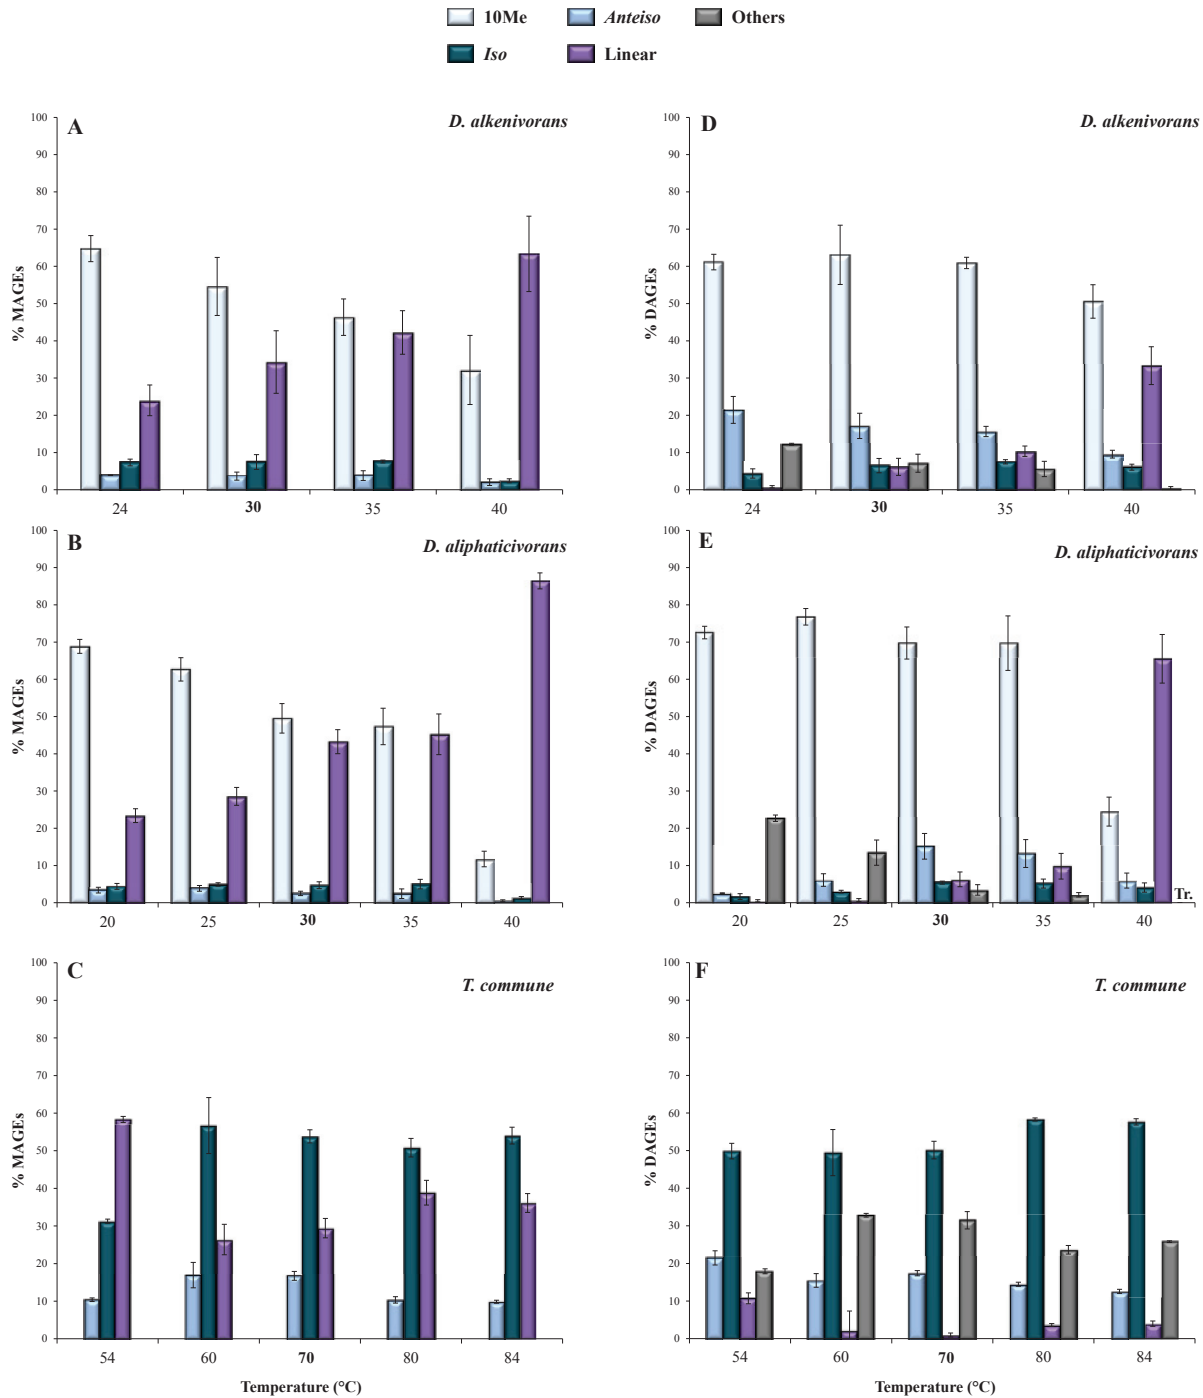 10Me Anteiso Others
Iso Linear
A D. alkenivorans
100
90
80
70
60
50
40
30
20
10
0
% MAGEs
24 30 35 40
D D. alkenivorans
100
90
80
70
60
50
40
30
20
10
0
% DAGEs
24 30 35 40
B D. aliphaticivorans
100
90
80
70
60
50
40
30
20
10
0
% MAGEs
20 25 30 35 40
E D. aliphaticivorans
100
90
80
70
60
50
40
30
20
10
0
% DAGEs
Tr.
20 25 30 35 40
C T. commune
100
90
80
70
60
50
40
30
20
10
0
% MAGEs
54 60 70 80 84
Temperature (°C)
F T. commune
100
90
80
70
60
50
40
30
20
10
0
% DAGEs
54 60 70 80 84
Temperature (°C)